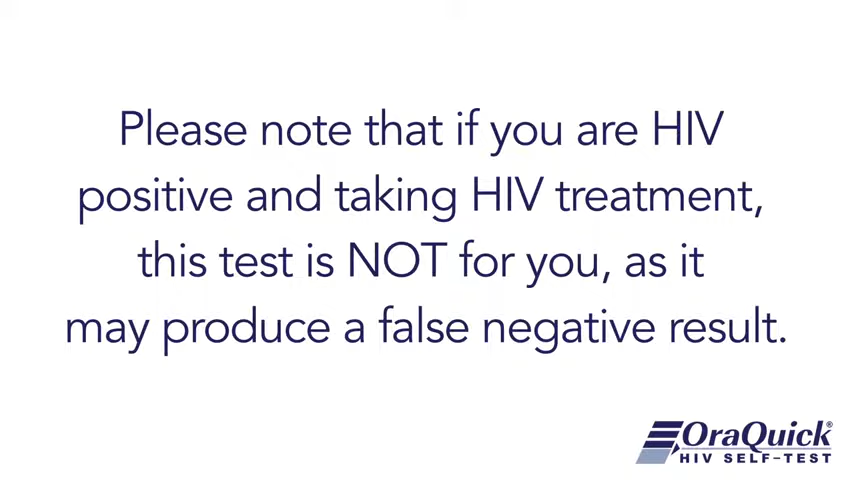 Please note that if you are HIV
positive and taking HIV treatment,
this test is NOT for you, as it
may produce a false negative result.
OraQuick®
HIV SELF-TEST